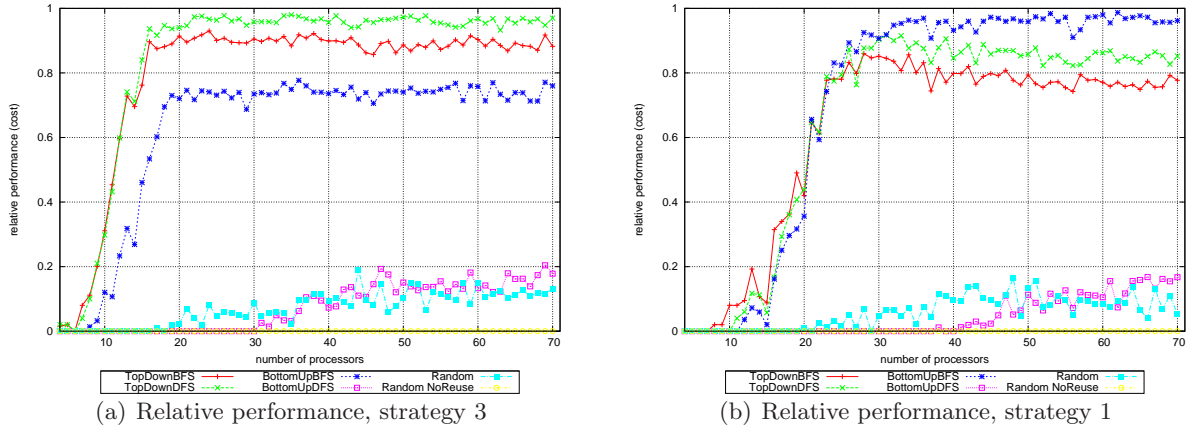 1
0.8
0.6
0.4
0.2
0
relative performance (cost)
10 20 30 40 50 60 70
number of processors
TopDownBFS BottomUpBFS Random
TopDownDFS BottomUpDFS Random NoReuse
(a) Relative performance, strategy 3
1
0.8
0.6
0.4
0.2
0
relative performance (cost)
10 20 30 40 50 60 70
number of processors
TopDownBFS BottomUpBFS Random
TopDownDFS BottomUpDFS Random NoReuse
(b) Relative performance, strategy 1